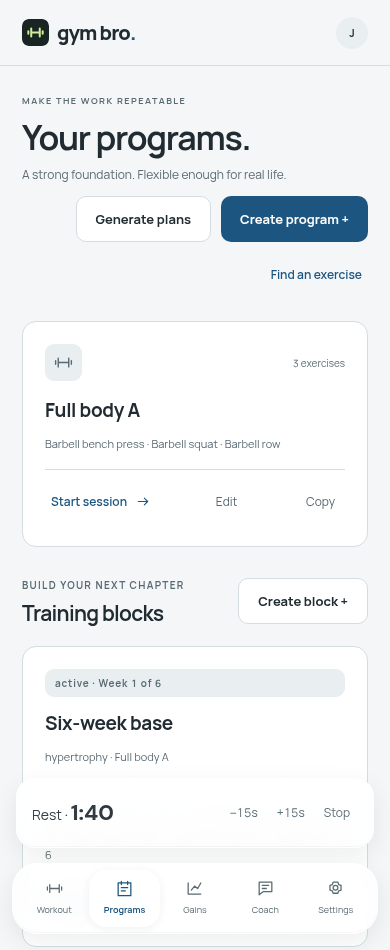 gym bro.
J
MAKE THE WORK REPEATABLE
Your programs.
A strong foundation. Flexible enough for real life.
Generate plans
Create program +
Find an exercise
3 exercises
Full body A
Barbell bench press · Barbell squat · Barbell row
Start session →
Edit
Copy
BUILD YOUR NEXT CHAPTER
Training blocks
Create block +
active · Week 1 of 6
Six-week base
hypertrophy · Full body A
Rest · 1:40
−15s
+15s
Stop
6
Workout
Programs
Gains
Coach
Settings